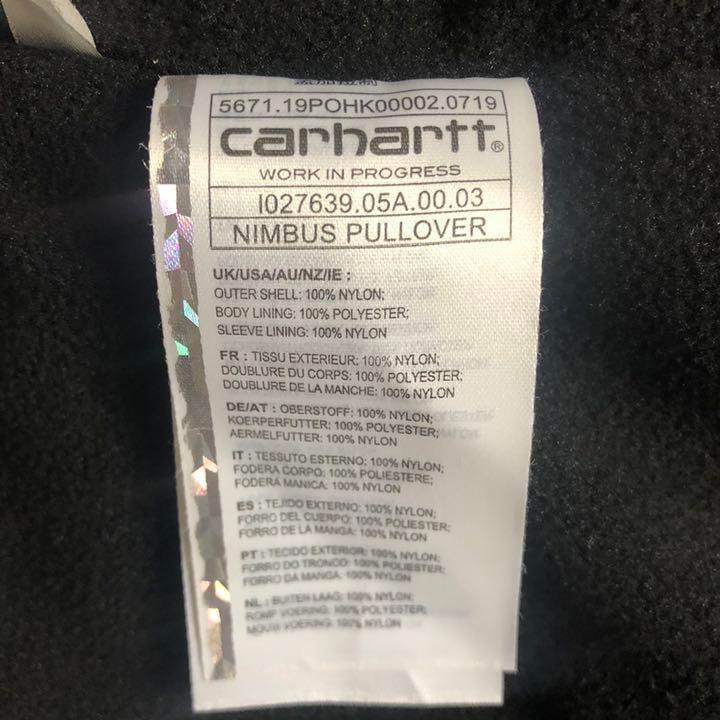 5671.19POHK00002.0719
carhartt®
WORK IN PROGRESS
I027639.05A.00.03
NIMBUS PULLOVER
UK/USA/AU/NZ/IE :
OUTER SHELL: 100% NYLON;
BODY LINING: 100% POLYESTER;
SLEEVE LINING: 100% NYLON
FR : TISSU EXTERIEUR: 100% NYLON;
DOUBLURE DU CORPS: 100% POLYESTER;
DOUBLURE DE LA MANCHE: 100% NYLON
DE/AT : OBERSTOFF: 100% NYLON;
KOERPERFUTTER: 100% POLYESTER;
AERMELFUTTER: 100% NYLON
IT : TESSUTO ESTERNO: 100% NYLON;
FODERA CORPO: 100% POLIESTERE;
FODERA MANICA: 100% NYLON
ES : TEJIDO EXTERNO: 100% NYLON;
FORRO DEL CUERPO: 100% POLIESTER;
FORRO DE LA MANGA: 100% NYLON
PT : TECIDO EXTERIOR: 100% NYLON;
FORRO DO TRONCO: 100% POLIESTER;
FORRO DA MANGA: 100% NYLON
NL : BUITEN LAAG: 100% NYLON;
ROMP VOERING: 100% POLYESTER;
MOUW VOERING: 100% NYLON